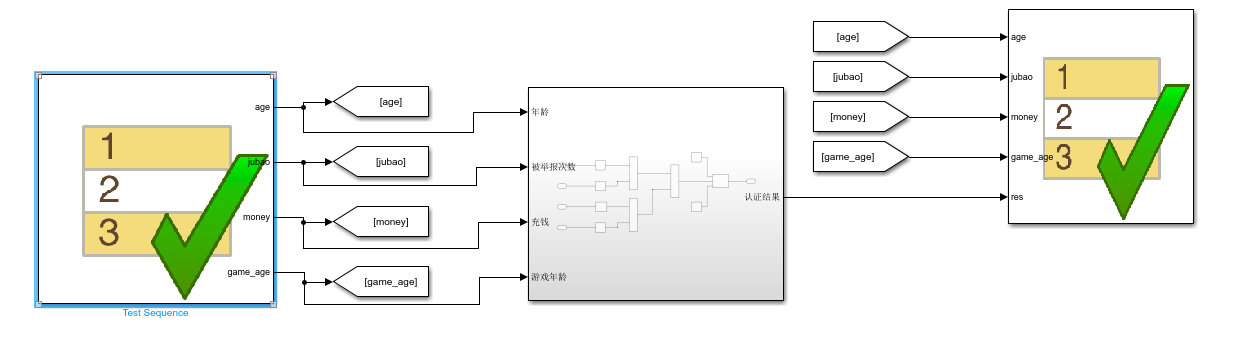 age
jubao
money
game_age
1
2
3
Test Sequence
[age]
[jubao]
[money]
[game_age]
年龄
被举报次数
充钱
游戏年龄
认证结果
[age]
[jubao]
[money]
[game_age]
age
jubao
money
game_age
res
1
2
3